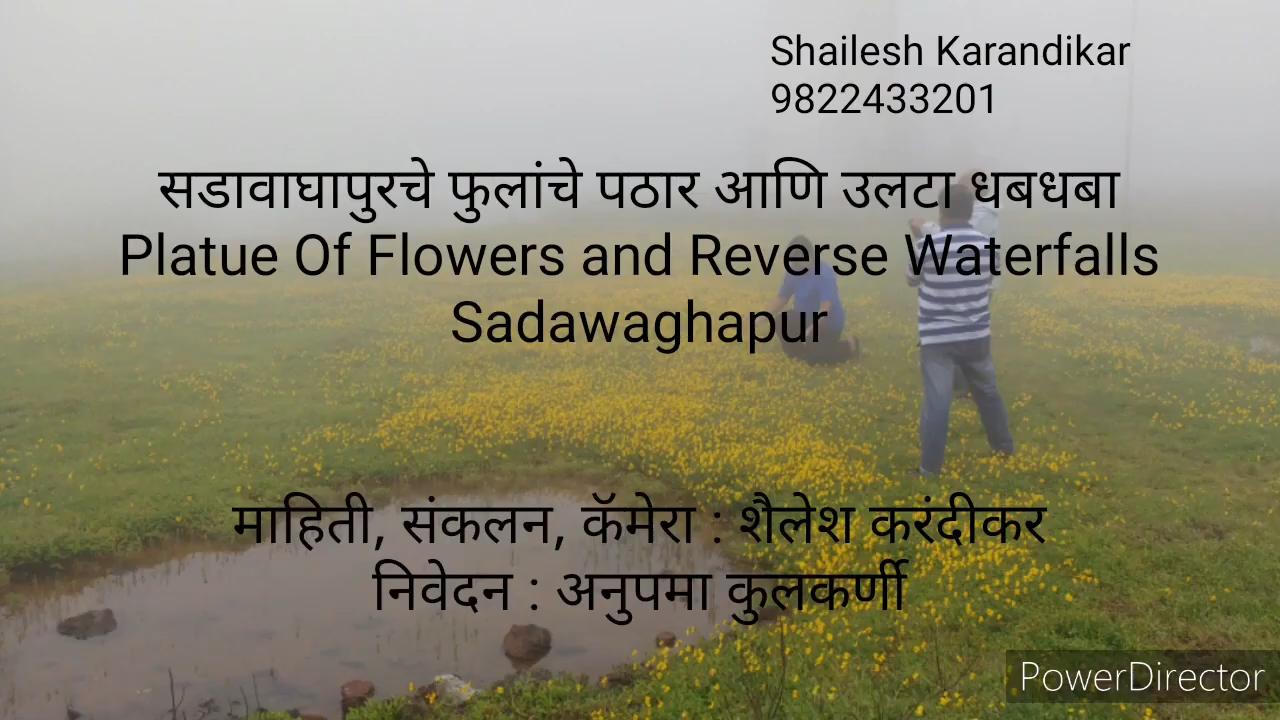 Shailesh Karandikar
9822433201
सडावाघापुरचे फुलांचे पठार आणि उलटा धबधबा
Platue Of Flowers and Reverse Waterfalls
Sadawaghapur
माहिती, संकलन, कॅमेरा : शैलेश करंदीकर
निवेदन : अनुपमा कुलकर्णी
PowerDirector